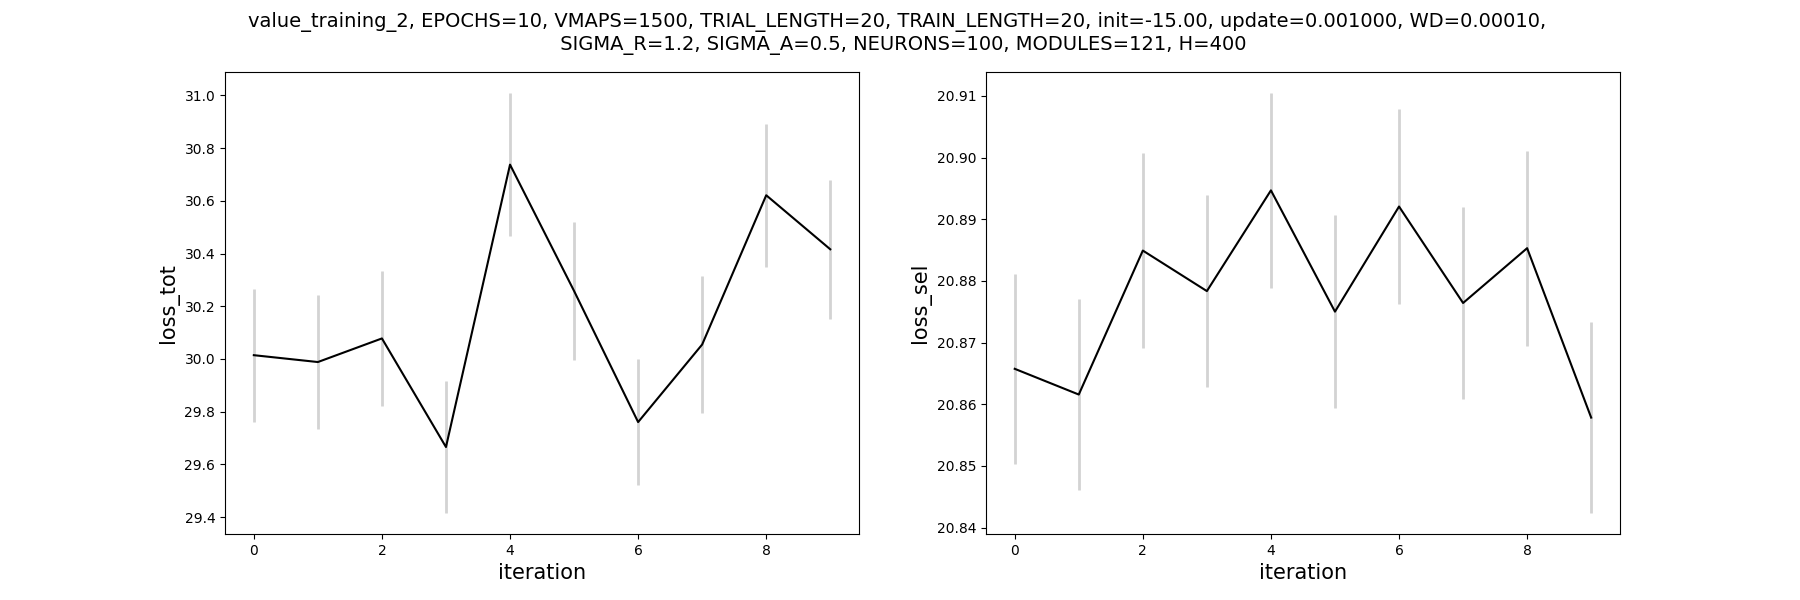 value_training_2, EPOCHS=10, VMAPS=1500, TRIAL_LENGTH=20, TRAIN_LENGTH=20, init=-15.00, update=0.001000, WD=0.00010,
SIGMA_R=1.2, SIGMA_A=0.5, NEURONS=100, MODULES=121, H=400
31.0
30.8
30.6
30.4
30.2
30.0
29.8
29.6
29.4
loss_tot
0 2 4 6 8
iteration
20.91
20.90
20.89
20.88
20.87
20.86
20.85
20.84
loss_sel
0 2 4 6 8
iteration